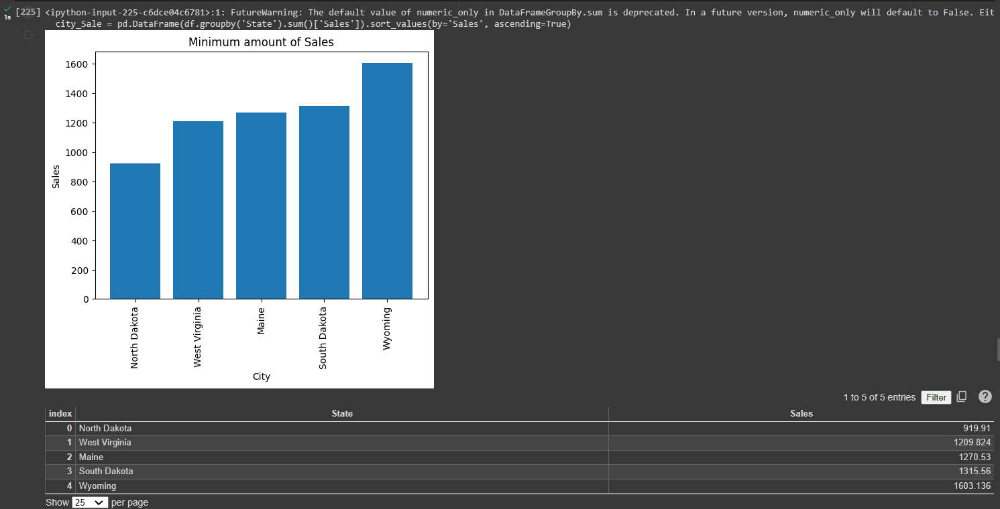 [225] <ipython-input-225-c6dce04c6781>:1: FutureWarning: The default value of numeric_only in DataFrameGroupBy.sum is deprecated. In a future version, numeric_only will default to False. Eit
1s
city_Sale = pd.DataFrame(df.groupby('State').sum()['Sales']).sort_values(by='Sales', ascending=True)
Minimum amount of Sales
1600
1400
1200
1000
800
600
400
200
0
Sales
North Dakota
West Virginia
Maine
South Dakota
Wyoming
City
1 to 5 of 5 entries Filter ?
index State Sales
0 North Dakota 919.91
1 West Virginia 1209.824
2 Maine 1270.53
3 South Dakota 1315.56
4 Wyoming 1603.136
Show 25 per page